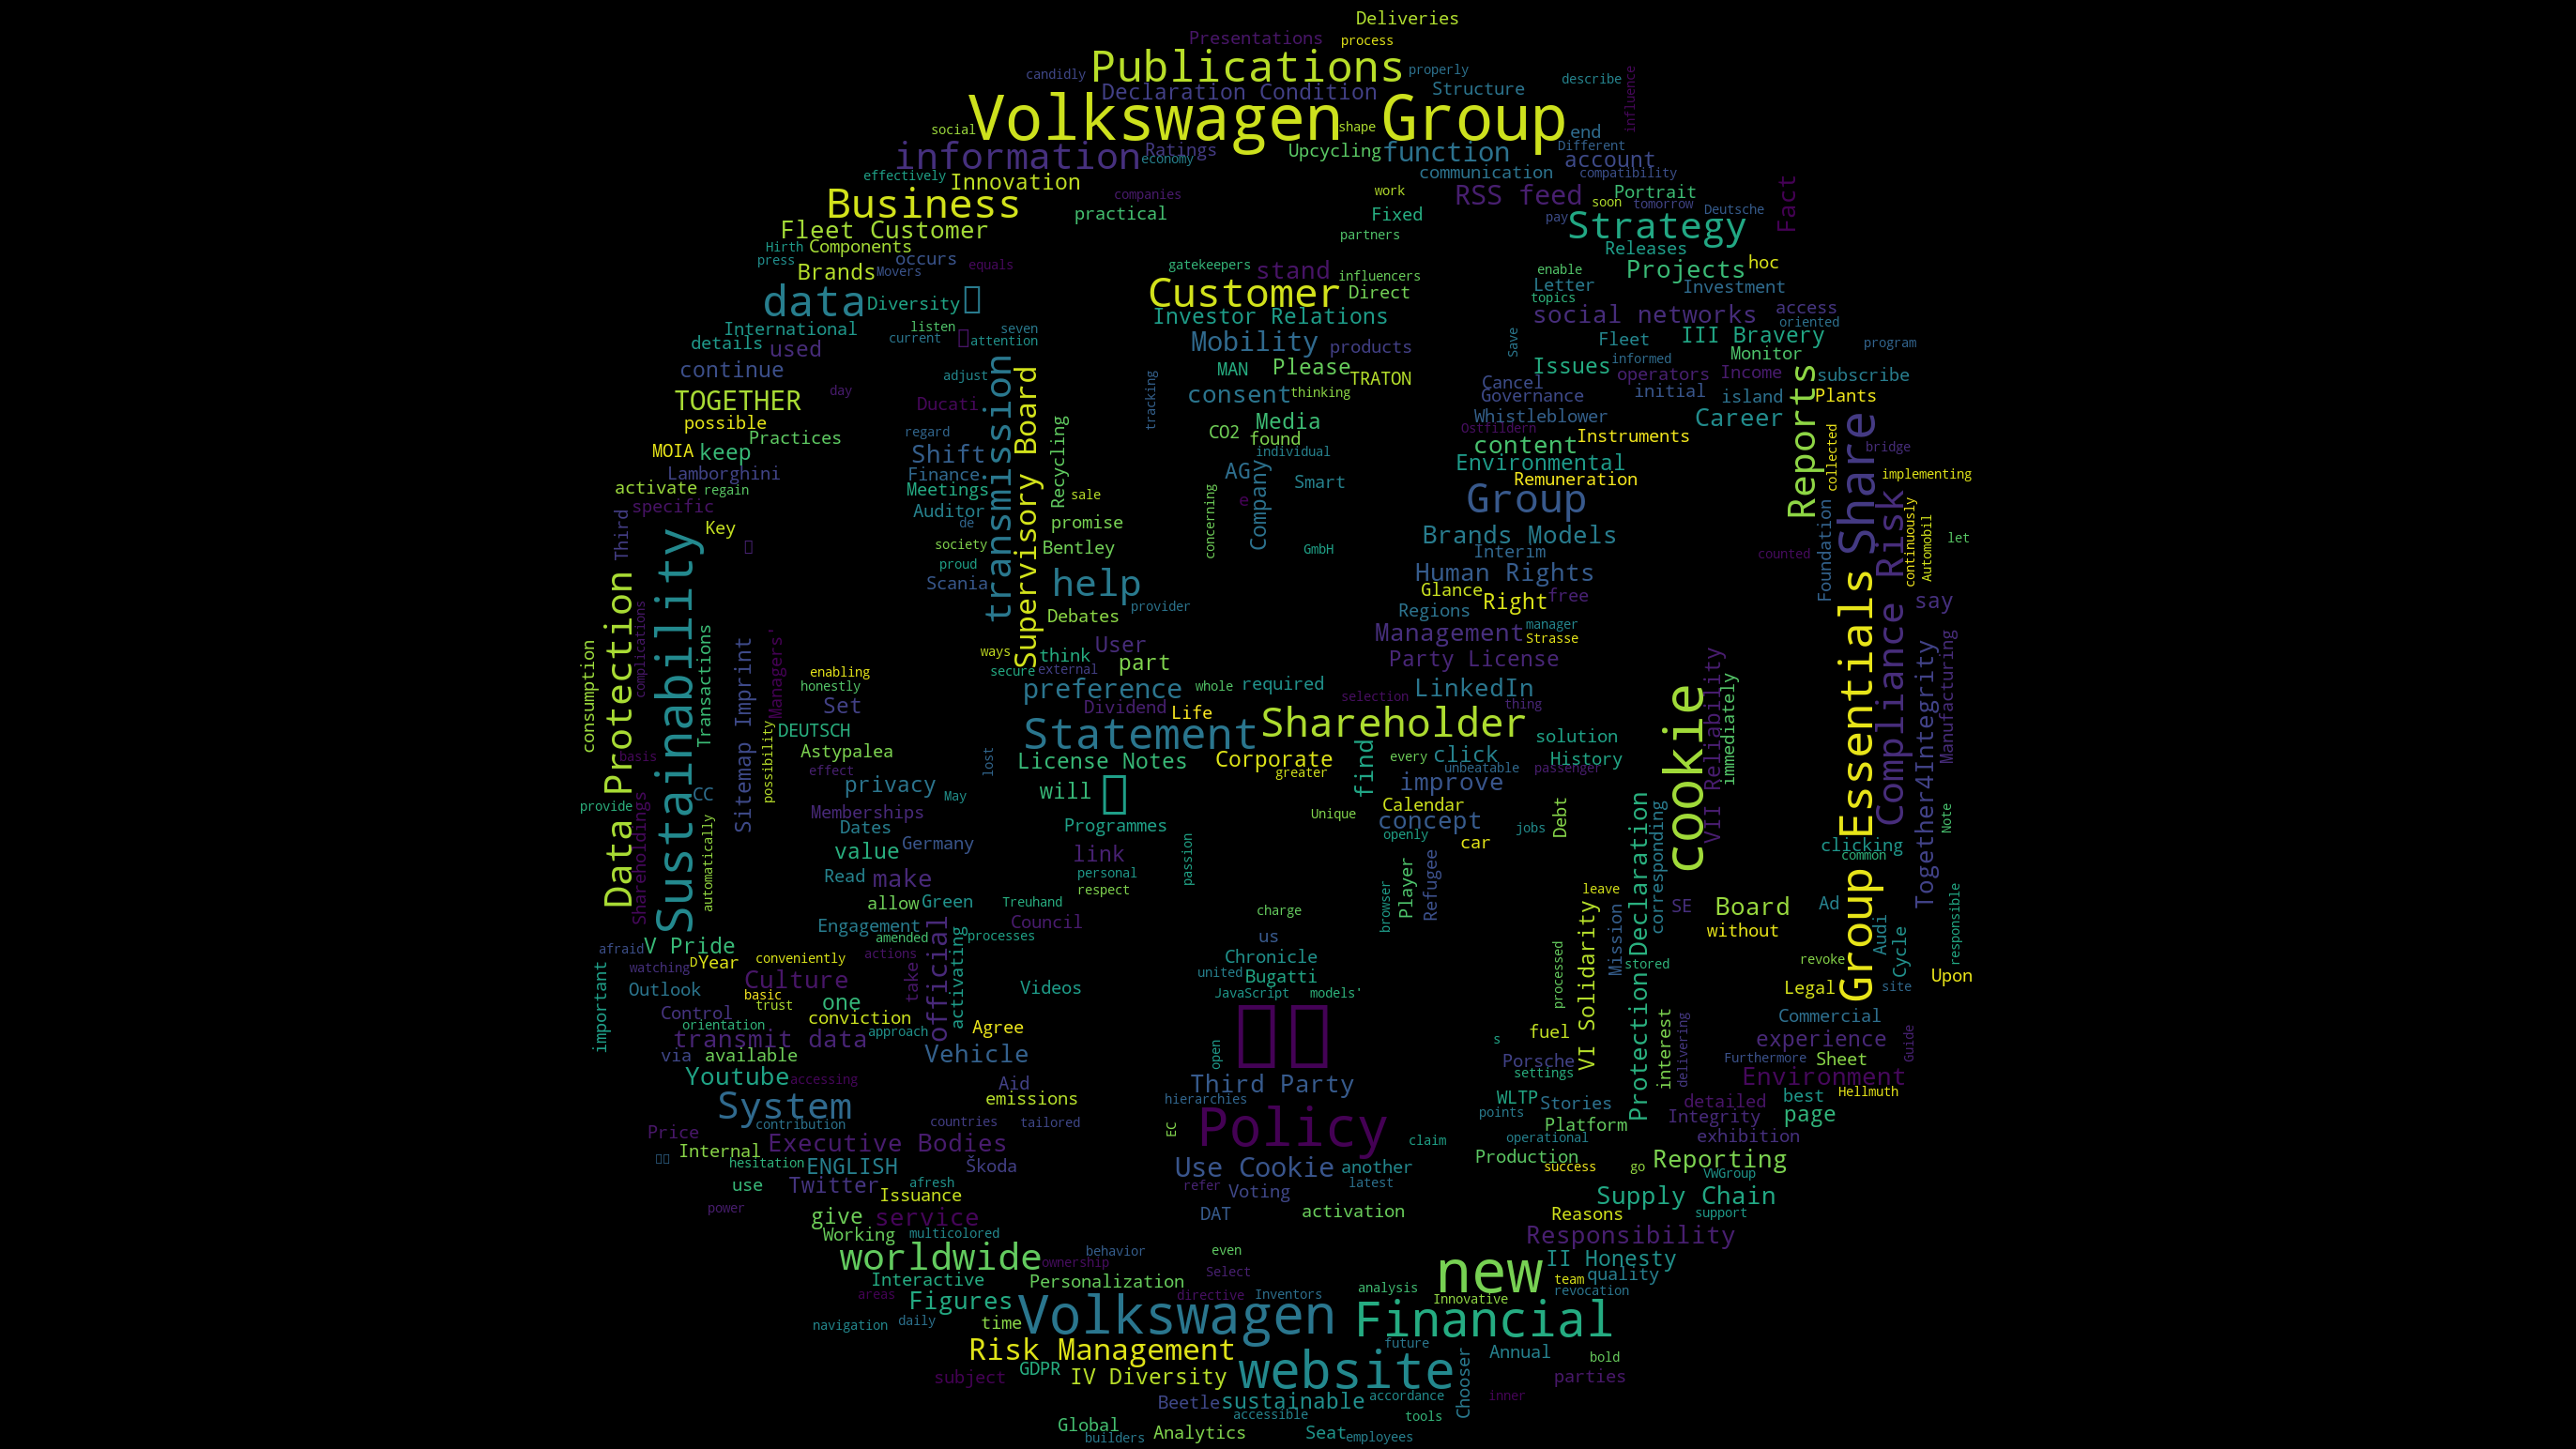 Deliveries
Presentations process
Publications properly
candidly describe
Declaration Condition Structure influence
Volkswagen Group
social shape end
information Ratings economy Upcycling function Different account
effectively Innovation communication compatibility
Business companies work RSS feed Portrait Fact
practical Fixed soon tomorrow Deutsche
Fleet Customer pay Strategy
Hirth Components partners Releases
press occurs equals
Brands Movers gatekeepers stand influencers enable Projects hoc
data Diversity Customer Direct Letter Investment
topics
International listen seven Investor Relations social networks access
details current attention Mobility products Save Fleet III Bravery oriented
used Monitor program
continue adjust MAN Please TRATON Issues informed
operators Income subscribe
TOGETHER day Ducati transmission Supervisory Board tracking consent thinking Cancel Governance initial island Plants
possible regard CO2 Media Whistleblower Career Reports
Practices Recycling found Ostfildern Instruments
MOIA keep Shift individual content collected Share bridge
Lamborghini Finance AG Environmental implementing
activate regain Meetings sale Company Smart Remuneration
specific Auditor e Group
Third Key de promise concerning Brands Models Foundation Risk continuously Automobil
society Bentley GmbH Interim counted let
proud Human Rights
Scania help Glance Right free
Debates provider Regions say
Data Protection Sustainability complications Management manager
Strasse
consumption Transactions Sitemap Imprint Managers' ways User Party License Compliance Together4Integrity Manufacturing
enabling secure think external part
honestly preference whole required selection LinkedIn cookie VII Reliability immediately
Set Dividend Life thing
DEUTSCH Statement Shareholder
basis possibility Astypalea lost License Notes Corporate find every click solution
effect greater unbeatable passenger History
provide CC privacy May will improve
Shareholdings automatically Memberships Unique Calendar Debt Group Essentials Note
Dates Programmes concept
openly jobs
value Germany link passion car clicking
common
Read make personal Player Refugee corresponding
respect
allow Green Treuhand charge browser leave SE Board Ad
Engagement Council VI Solidarity Mission Protection Declaration without Audi Cycle responsible
V Pride amended processes us
afraid official activating
watching D Year conveniently actions Chronicle stored revoke
important Culture take united Bugatti processed Upon
Outlook basic Videos JavaScript models' Legal site
trust one
Control conviction Commercial
orientation approach Agree fuel
transmit data s interest delivering experience Guide
via available Vehicle open Porsche Furthermore Sheet
Youtube accessing Aid Third Party settings Environment
System emissions hierarchies WLTP Stories detailed best Hellmuth
contribution countries tailored EC Policy points Integrity page
Price Executive Bodies claim Platform
operational exhibition
Internal hesitation ENGLISH Škoda Use Cookie another Production success go Reporting
use Twitter afresh refer latest VWGroup
Issuance Voting Supply Chain
power give service DAT activation Reasons support
Working multicolored Responsibility
worldwide behavior even II Honesty
ownership Select new team quality
Interactive Personalization analysis revocation
areas Figures directive Inventors Innovative
navigation daily time Volkswagen Financial
Risk Management future Annual bold
subject GDPR IV Diversity website Chooser parties
Beetle sustainable accordance inner
Global accessible tools
builders Analytics Seat employees